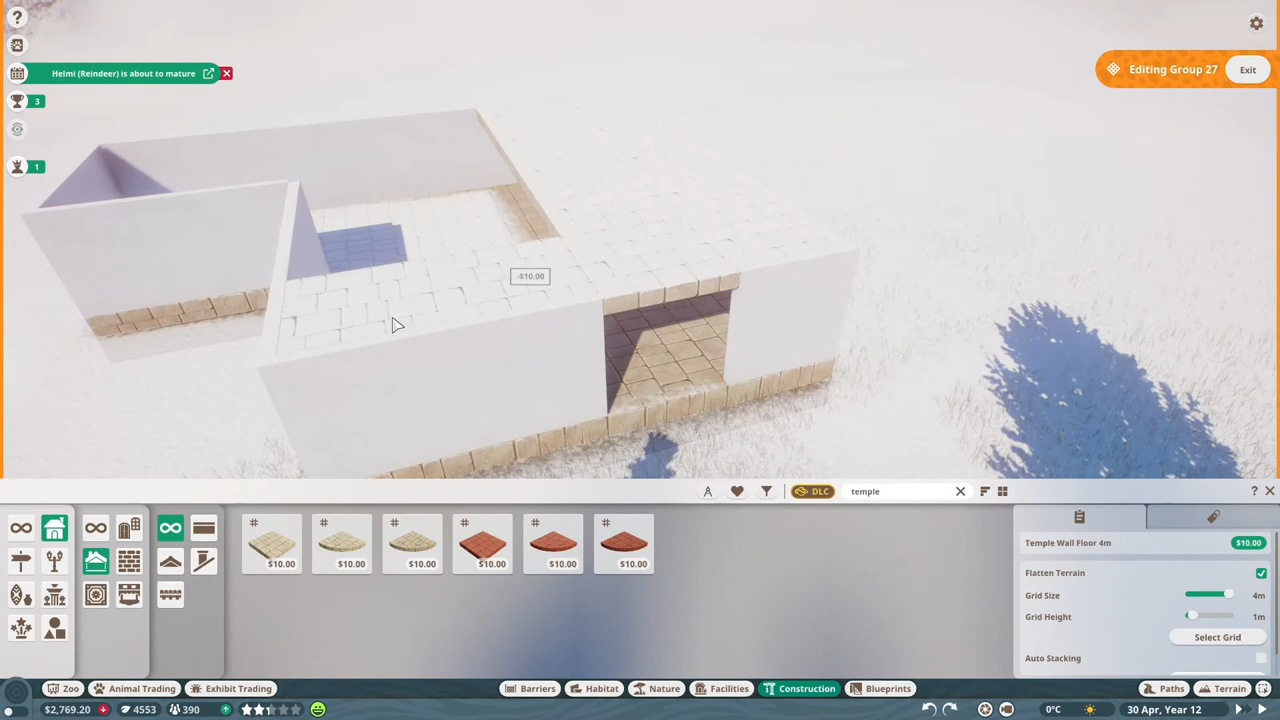 ?
Helmi (Reindeer) is about to mature
3
1
Editing Group 27
Exit
-$10.00
DLC
temple
?
$10.00
$10.00
$10.00
$10.00
$10.00
$10.00
Temple Wall Floor 4m
$10.00
Flatten Terrain
Grid Size
4m
Grid Height
1m
Select Grid
Auto Stacking
Zoo
Animal Trading
Exhibit Trading
Barriers
Habitat
Nature
Facilities
Construction
Blueprints
Paths
Terrain
$2,769.20
4553
390
0°C
30 Apr, Year 12